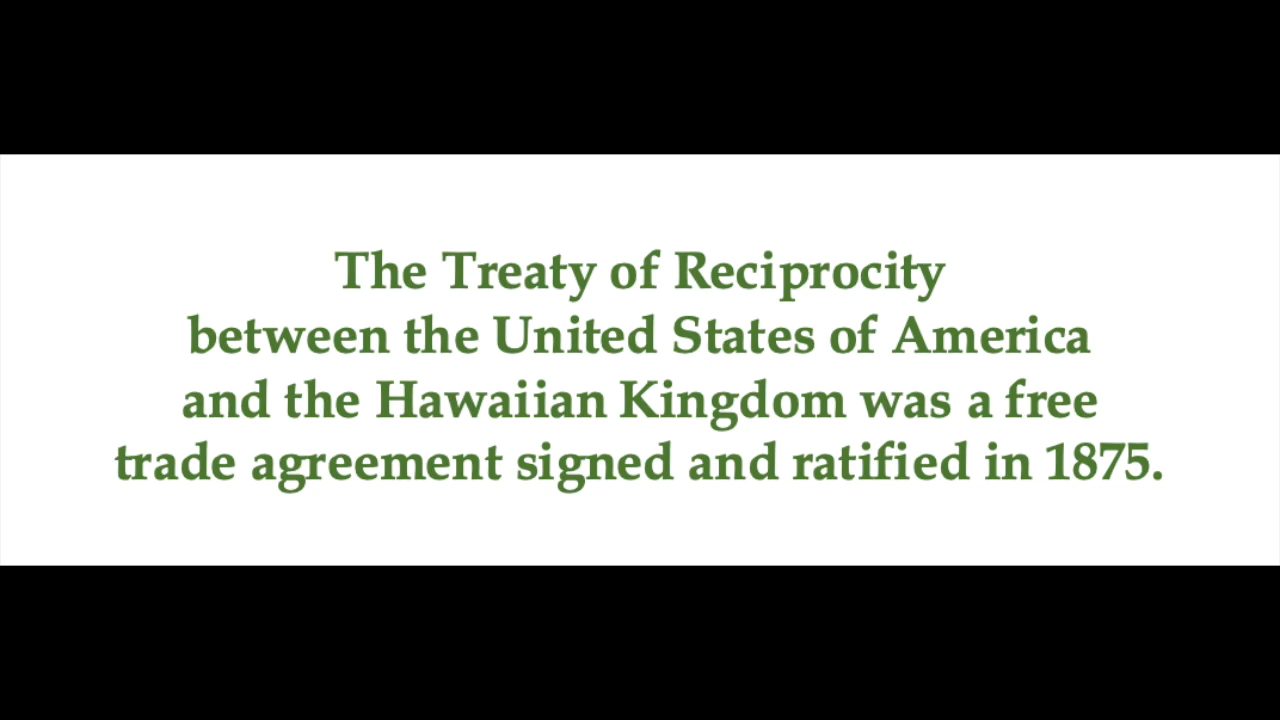 The Treaty of Reciprocity
between the United States of America
and the Hawaiian Kingdom was a free
trade agreement signed and ratified in 1875.